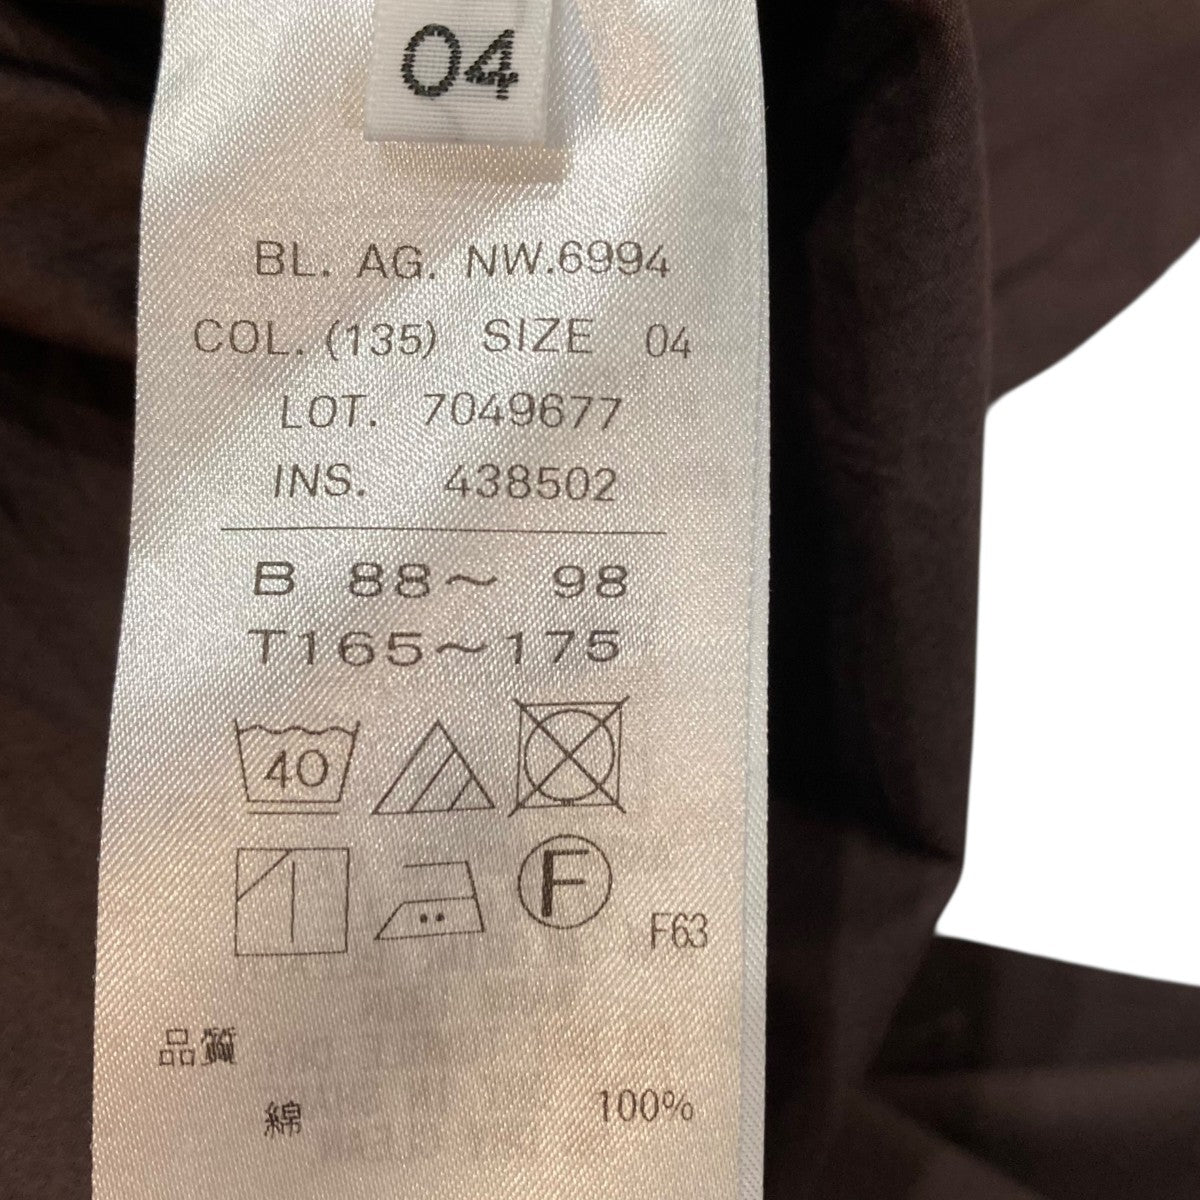 04
BL. AG. NW.6994
COL. (135) SIZE 04
LOT. 7049677
INS. 438502
B 88～ 98
T165～175
40
F
F63
品質
綿 100%